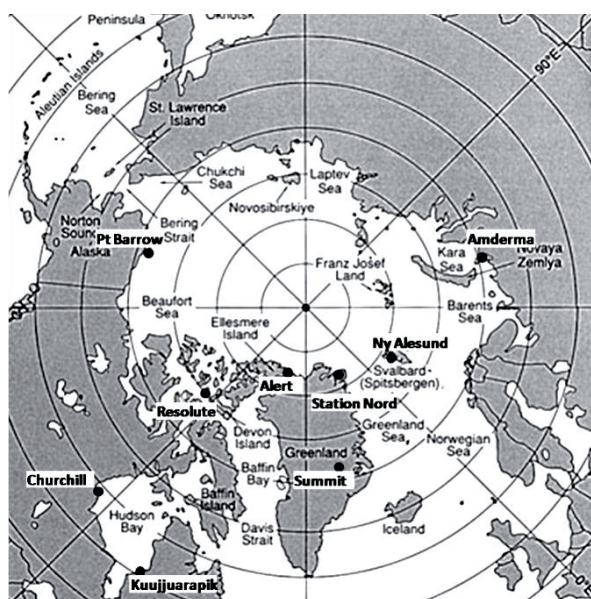 Peninsula
Okhotsk
Aleutian Islands
Bering
Sea
St. Lawrence
Island
90°E
Chukchi
Sea
Laptev
Sea
Novosibirskiye
Norton
Sound
Alaska
Pt Barrow
Bering
Strait
Amderma
Kara
Sea
Novaya
Zemlya
Franz Josef
Land
Beaufort
Sea
Ellesmere
Island
Barents
Sea
Ny Alesund
Svalbard
(Spitsbergen)
Alert
Station Nord
Resolute
Devon
Island
Greenland
Sea
Norwegian
Sea
Greenland
Baffin
Bay
Summit
Churchill
Baffin
Island
Hudson
Bay
Davis
Strait
Iceland
Kuujjuarapik
0°E